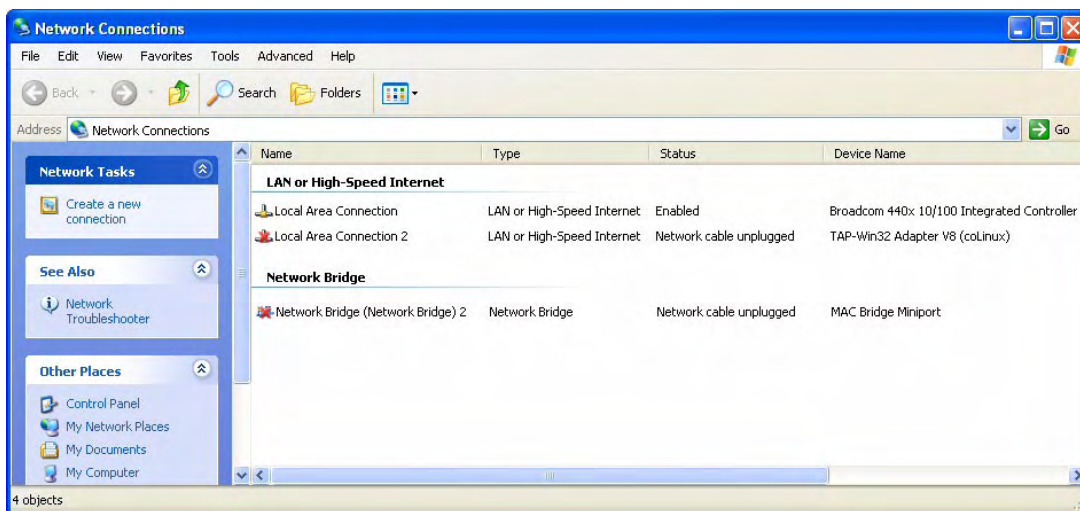 Network Connections
File Edit View Favorites Tools Advanced Help
Back Search Folders
Address Network Connections Go
Network Tasks
Create a new
connection
See Also
Network
Troubleshooter
Other Places
Control Panel
My Network Places
My Documents
My Computer
Name Type Status Device Name
LAN or High-Speed Internet
Local Area Connection LAN or High-Speed Internet Enabled Broadcom 440x 10/100 Integrated Controller
Local Area Connection 2 LAN or High-Speed Internet Network cable unplugged TAP-Win32 Adapter V8 (coLinux)
Network Bridge
Network Bridge (Network Bridge) 2 Network Bridge Network cable unplugged MAC Bridge Miniport
4 objects